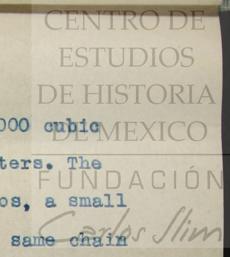 CENTRO DE
ESTUDIOS
DE HISTORIA
DE MEXICO
FUNDACIÓN
Carlos Slim
000 cubic
ters. The
os, a small
same chain